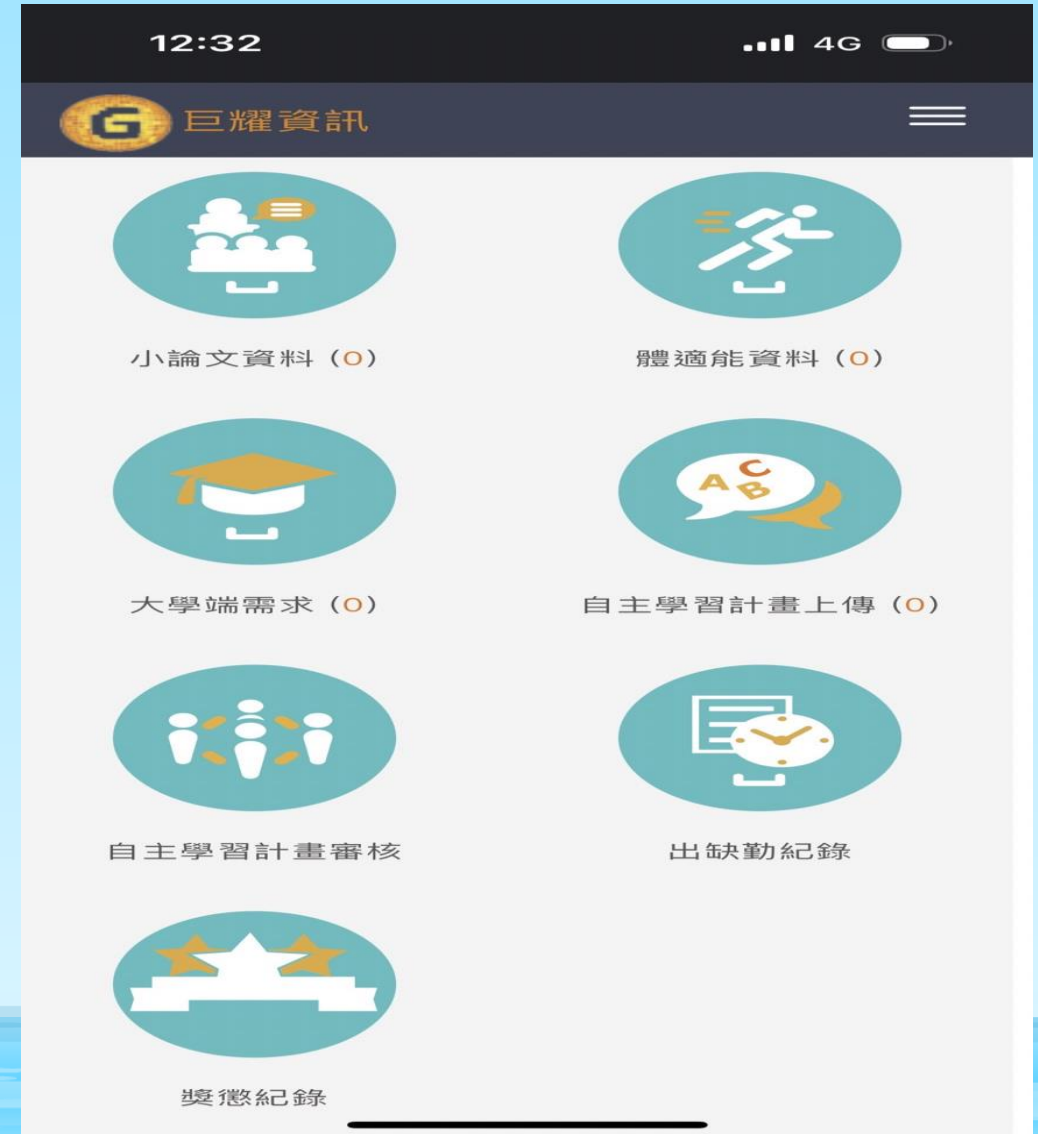 12:32 4G
G 巨耀資訊
小論文資料 (0) 體適能資料 (0)
A B C
大學端需求 (0) 自主學習計畫上傳 (0)
自主學習計畫審核 出缺勤紀錄
獎懲紀錄